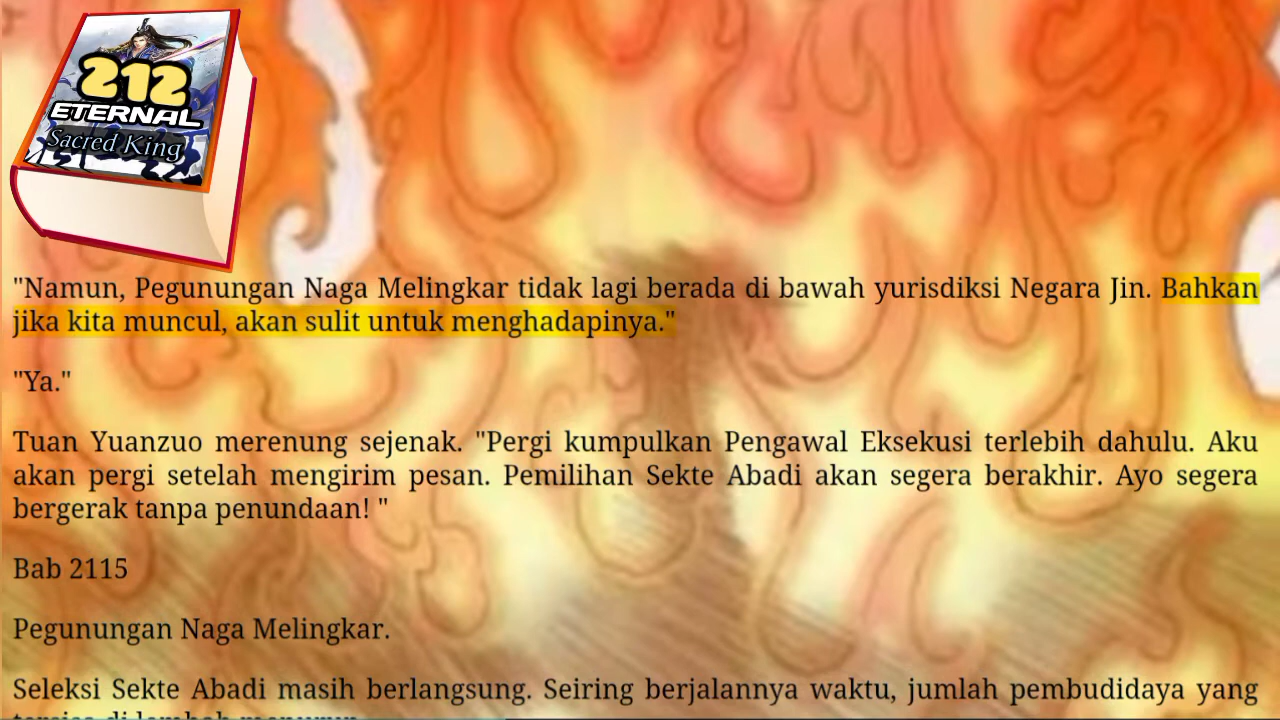 212
ETERNAL
Sacred King
"Namun, Pegunungan Naga Melingkar tidak lagi berada di bawah yurisdiksi Negara Jin. Bahkan
jika kita muncul, akan sulit untuk menghadapinya."
"Ya."
Tuan Yuanzuo merenung sejenak. "Pergi kumpulkan Pengawal Eksekusi terlebih dahulu. Aku
akan pergi setelah mengirim pesan. Pemilihan Sekte Abadi akan segera berakhir. Ayo segera
bergerak tanpa penundaan! "
Bab 2115
Pegunungan Naga Melingkar.
Seleksi Sekte Abadi masih berlangsung. Seiring berjalannya waktu, jumlah pembudidaya yang